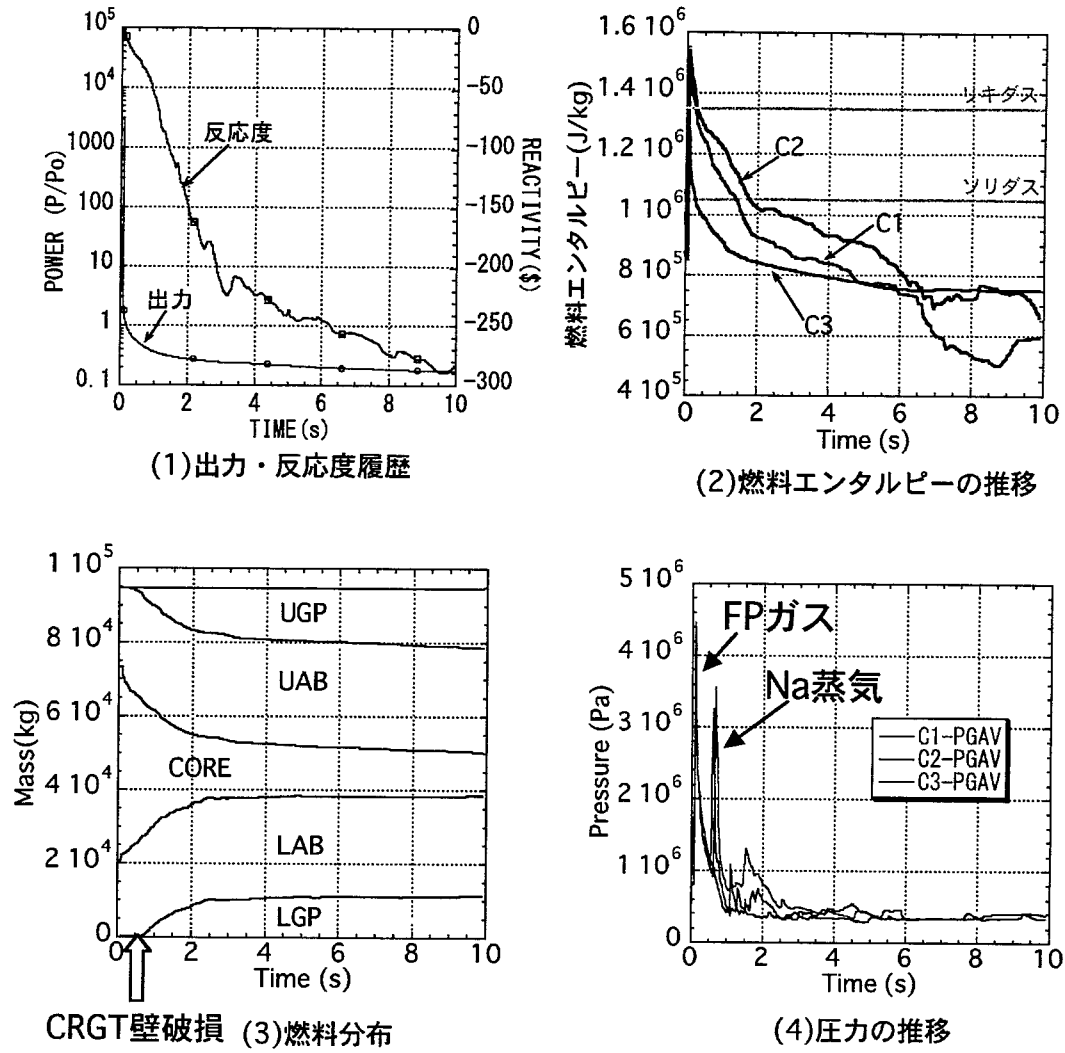 10^5
10^4
1000
100
10
1
0.1
POWER (P/Po)
0
-50
-100
-150
-200
-250
-300
REACTIVITY($)
反応度
出力
0 2 4 6 8 10
TIME(s)
(1)出力・反応度履歴
1.6 10^6
1.4 10^6
1.2 10^6
1 10^6
8 10^5
6 10^5
4 10^5
燃料エンタルピー(J/kg)
リキダス
ソリダス
C2
C1
C3
0 2 4 6 8 10
Time (s)
(2)燃料エンタルピーの推移
1 10^5
8 10^4
6 10^4
4 10^4
2 10^4
0
Mass(kg)
UGP
UAB
CORE
LAB
LGP
0 2 4 6 8 10
Time (s)
CRGT壁破損 (3)燃料分布
5 10^6
4 10^6
3 10^6
2 10^6
1 10^6
0
Pressure (Pa)
FPガス
Na蒸気
C1-PGAV
C2-PGAV
C3-PGAV
0 2 4 6 8 10
Time (s)
(4)圧力の推移